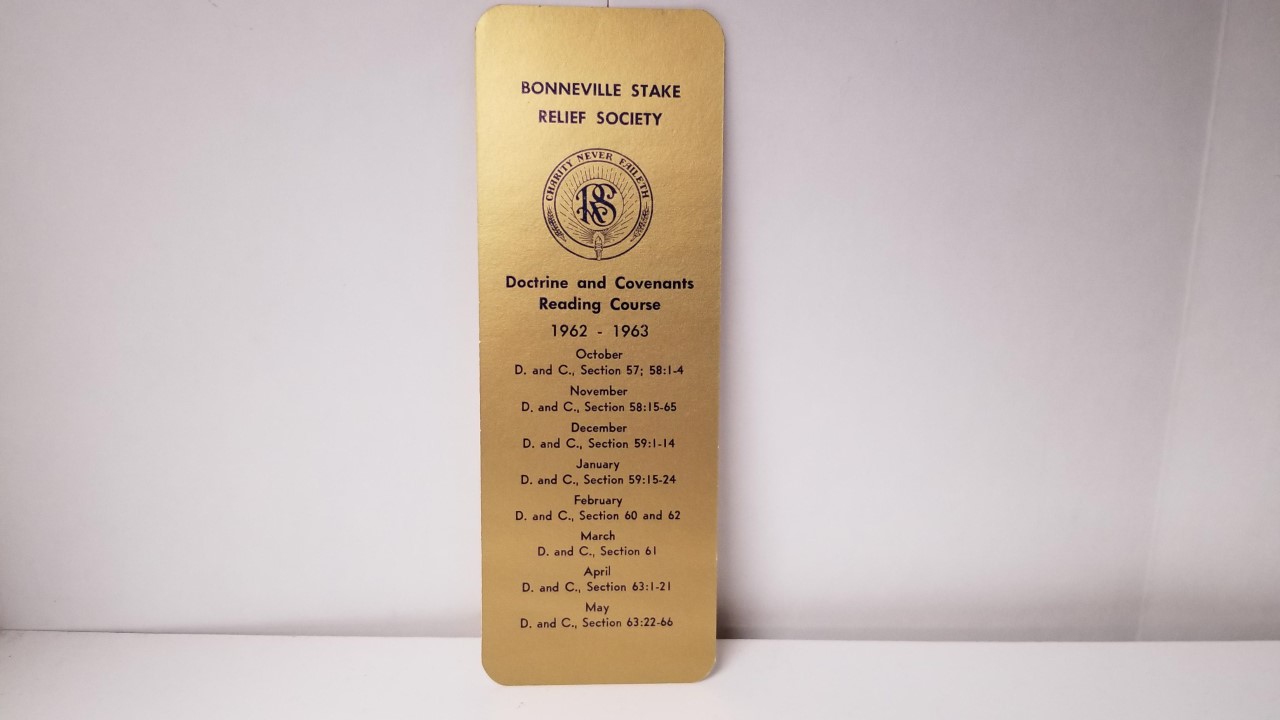 BONNEVILLE STAKE
RELIEF SOCIETY
CHARITY NEVER FAILETH
RS
Doctrine and Covenants
Reading Course
1962 - 1963
October
D. and C., Section 57; 58:1-4
November
D. and C., Section 58:15-65
December
D. and C., Section 59:1-14
January
D. and C., Section 59:15-24
February
D. and C., Section 60 and 62
March
D. and C., Section 61
April
D. and C., Section 63:1-21
May
D. and C., Section 63:22-66